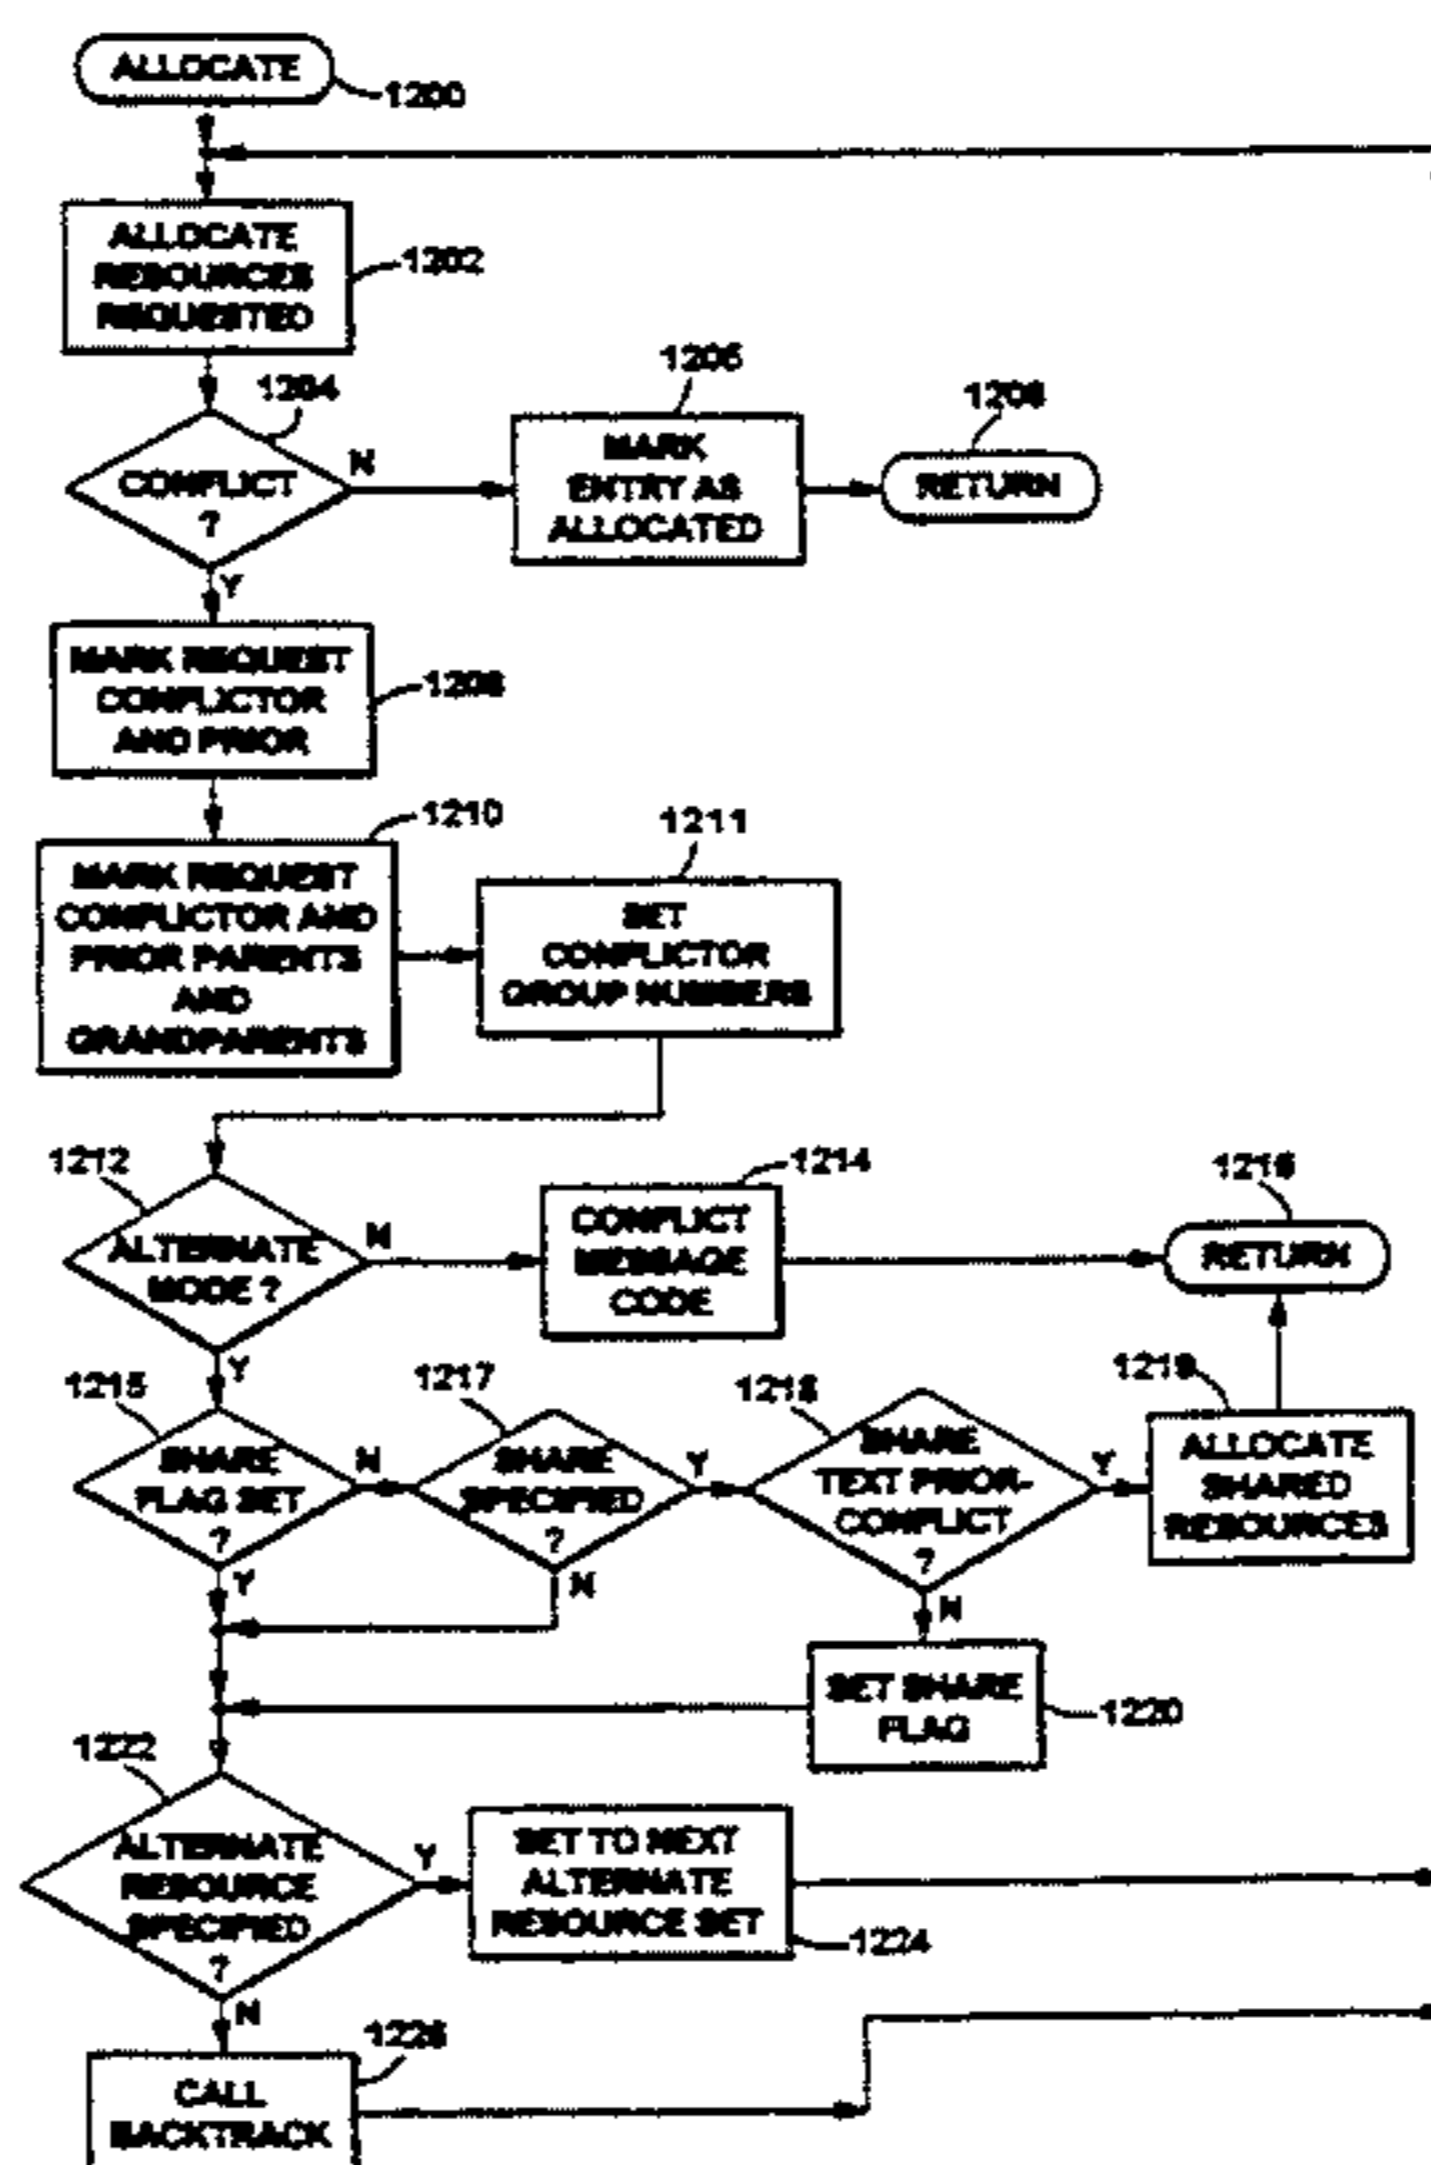 ALLOCATE
1200
ALLOCATE
RESOURCES
REQUESTED
1202
1204
CONFLICT
?
N
Y
1205
MARK
ENTRY AS
ALLOCATED
1206
RETURN
MARK REQUEST
CONFLICTOR
AND PRIOR
1208
1210
MARK REQUEST
CONFLICTOR AND
PRIOR PARENTS
AND
GRANDPARENTS
1211
SET
CONFLICTOR
GROUP NUMBERS
1212
ALTERNATE
MODE ?
N
Y
1214
CONFLICT
MESSAGE
CODE
1216
RETURN
1215
SHARE
FLAG SET
?
N
Y
1217
SHARE
SPECIFIED
?
Y
N
1218
SHARE
TEXT PRIOR-
CONFLICT
?
Y
N
1219
ALLOCATE
SHARED
RESOURCES
SET SHARE
FLAG
1220
1222
ALTERNATE
RESOURCE
SPECIFIED
?
Y
N
SET TO NEXT
ALTERNATE
RESOURCE SET
1224
1226
CALL
BACKTRACK